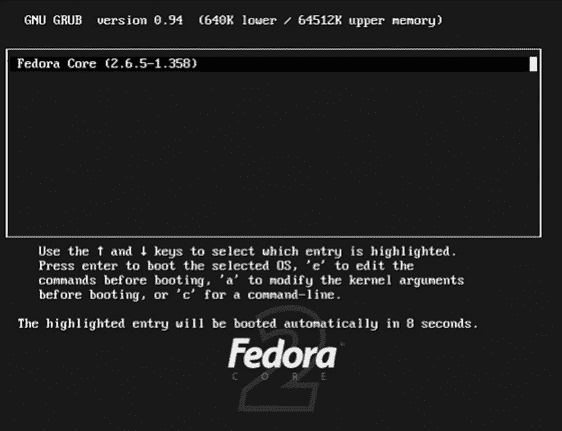 GNU GRUB  version 0.94  (640K lower / 64512K upper memory)
Fedora Core (2.6.5-1.358)
Use the ↑ and ↓ keys to select which entry is highlighted.
Press enter to boot the selected OS, 'e' to edit the
commands before booting, 'a' to modify the kernel arguments
before booting, or 'c' for a command-line.
The highlighted entry will be booted automatically in 8 seconds.
Fedora™
CORE
2